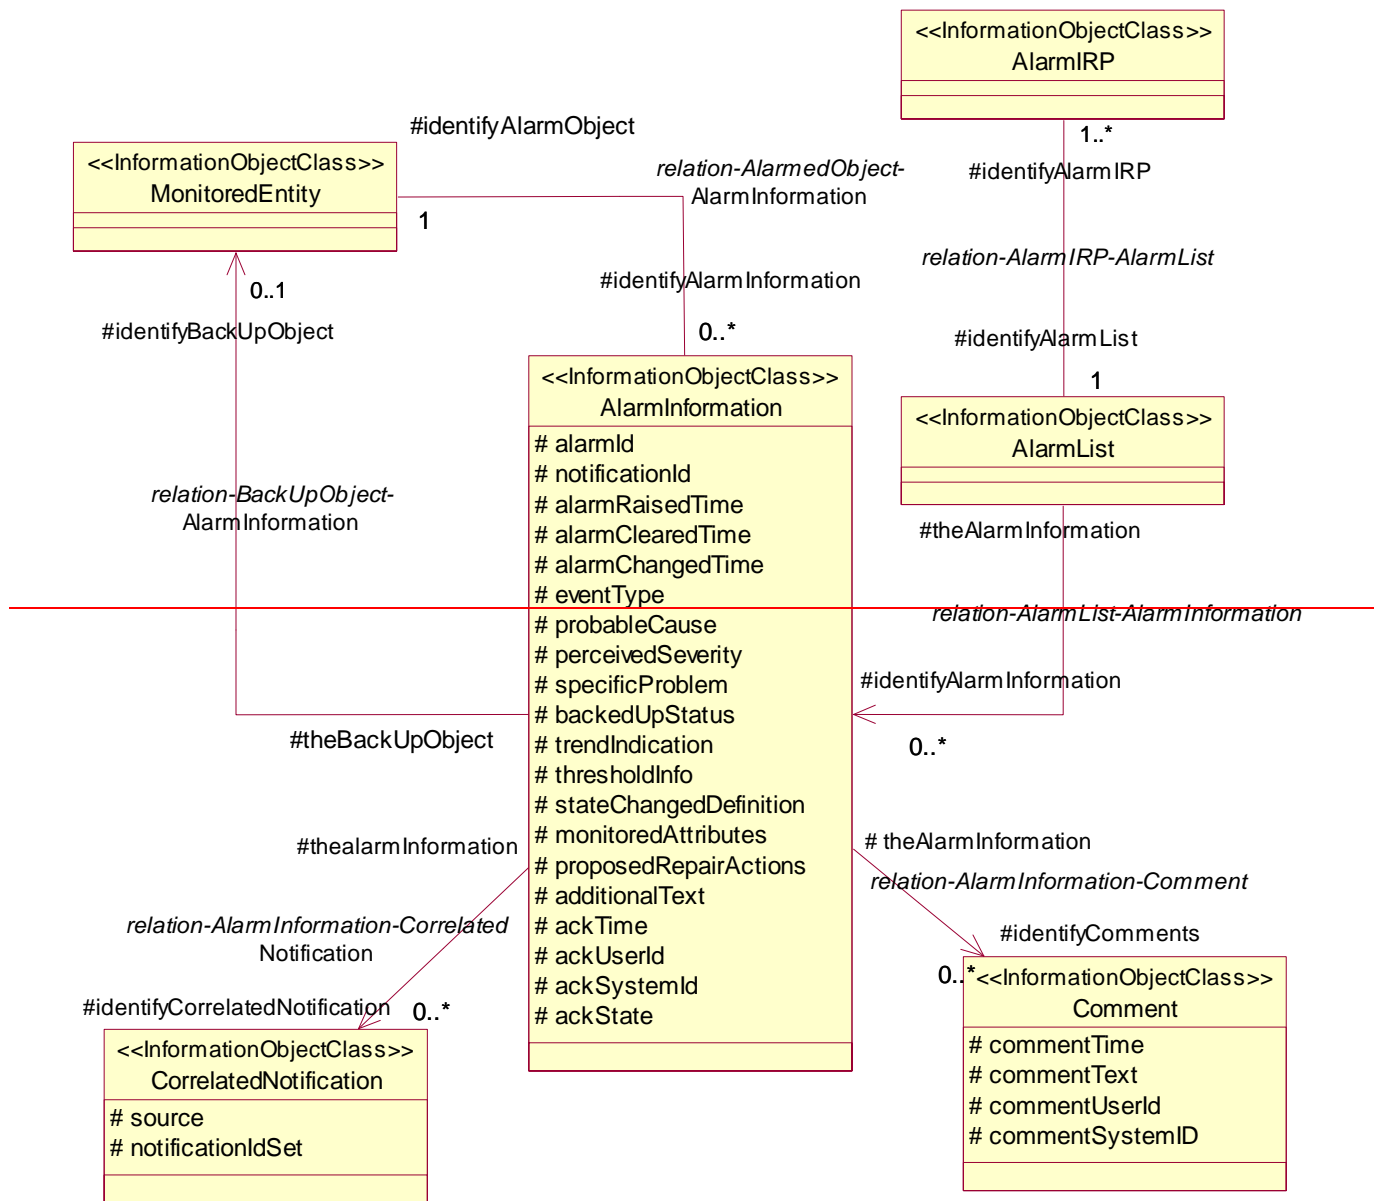 <<InformationObjectClass>>
AlarmIRP
1..*
#identifyAlarmIRP
relation-AlarmIRP-AlarmList
#identifyAlarmList
1
<<InformationObjectClass>>
AlarmList
#theAlarmInformation
relation-AlarmList-AlarmInformation
#identifyAlarmInformation
0..*
#identifyAlarmObject
<<InformationObjectClass>>
MonitoredEntity
1
relation-AlarmedObject-
AlarmInformation
#identifyAlarmInformation
0..*
0..1
#identifyBackUpObject
relation-BackUpObject-
AlarmInformation
#theBackUpObject
<<InformationObjectClass>>
AlarmInformation
# alarmId
# notificationId
# alarmRaisedTime
# alarmClearedTime
# alarmChangedTime
# eventType
# probableCause
# perceivedSeverity
# specificProblem
# backedUpStatus
# trendIndication
# thresholdInfo
# stateChangedDefinition
# monitoredAttributes
# proposedRepairActions
# additionalText
# ackTime
# ackUserId
# ackSystemId
# ackState
#thealarmInformation
relation-AlarmInformation-Correlated
Notification
#identifyCorrelatedNotification
0..*
<<InformationObjectClass>>
CorrelatedNotification
# source
# notificationIdSet
# theAlarmInformation
relation-AlarmInformation-Comment
#identifyComments
0..*
<<InformationObjectClass>>
Comment
# commentTime
# commentText
# commentUserId
# commentSystemID